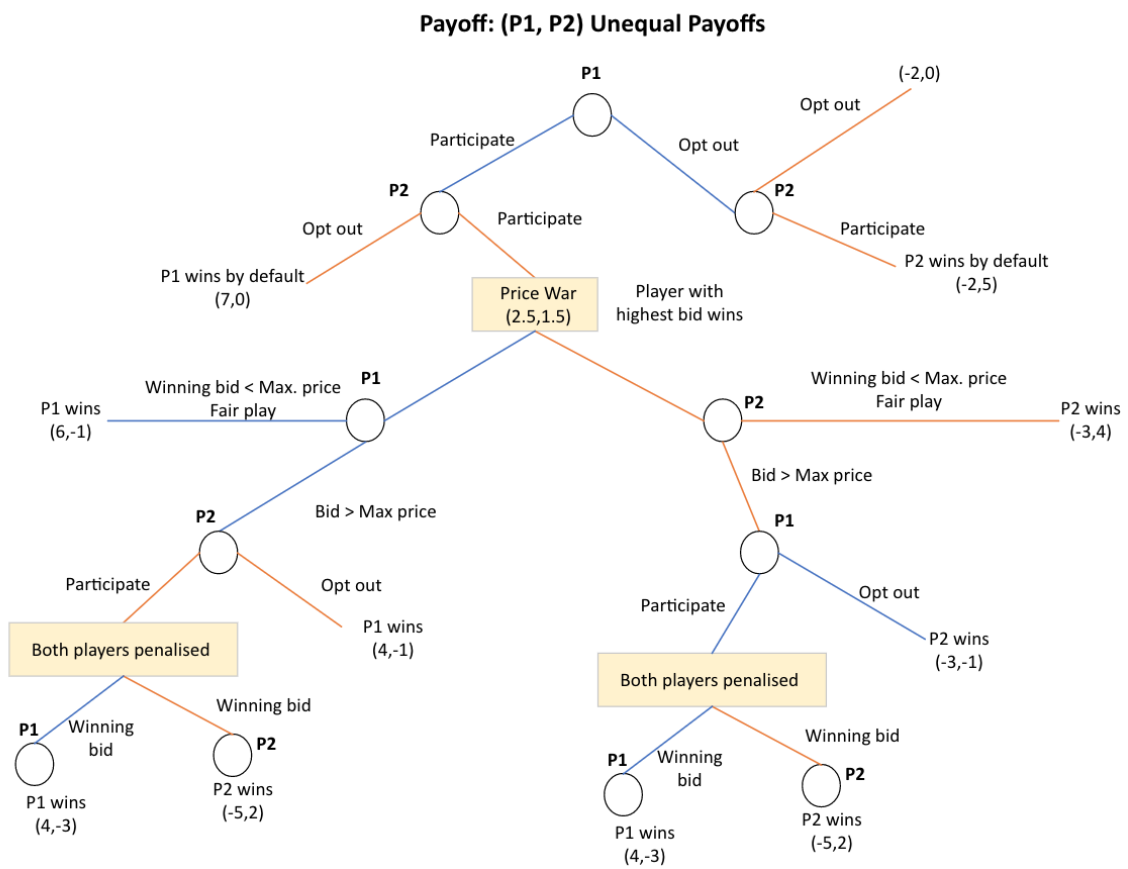 Payoff: (P1, P2) Unequal Payoffs
P1
(-2,0)
Opt out
Participate
Opt out
P2
P2
Opt out
Participate
Participate
P1 wins by default
(7,0)
P2 wins by default
(-2,5)
Price War
(2.5,1.5)
Player with
highest bid wins
P1
Winning bid < Max. price
Fair play
P1 wins
(6,-1)
Winning bid < Max. price
Fair play
P2
P2 wins
(-3,4)
Bid > Max price
P2
Bid > Max price
P1
Participate
Opt out
Participate
Opt out
P1 wins
(4,-1)
P2 wins
(-3,-1)
Both players penalised
Both players penalised
Winning bid
P1
Winning
bid
P2
P2 wins
(-5,2)
P1 wins
(4,-3)
Winning bid
P1
Winning
bid
P2
P2 wins
(-5,2)
P1 wins
(4,-3)